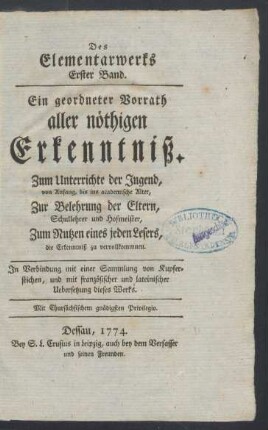 Des
Elementarwerks
Erster Band.
Ein geordneter Vorrath
aller nöthigen
Erkenntniß.
Zum Unterrichte der Jugend,
von Anfang, bis ins academische Alter,
Zur Belehrung der Eltern,
Schullehrer und Hofmeister,
Zum Nutzen eines jeden Lesers,
die Erkenntniß zu vervollkommnen.
In Verbindung mit einer Sammlung von Kupfer-
stichen, und mit französischer und lateinischer
Uebersetzung dieses Werks.
Mit Churfürstlichem gnädigsten Privilegio.
Dessau, 1774
Bey S. L. Crusius in Leipzig, auch bey dem Verfasser
und seinen Freunden.
BIBLIOTHEC